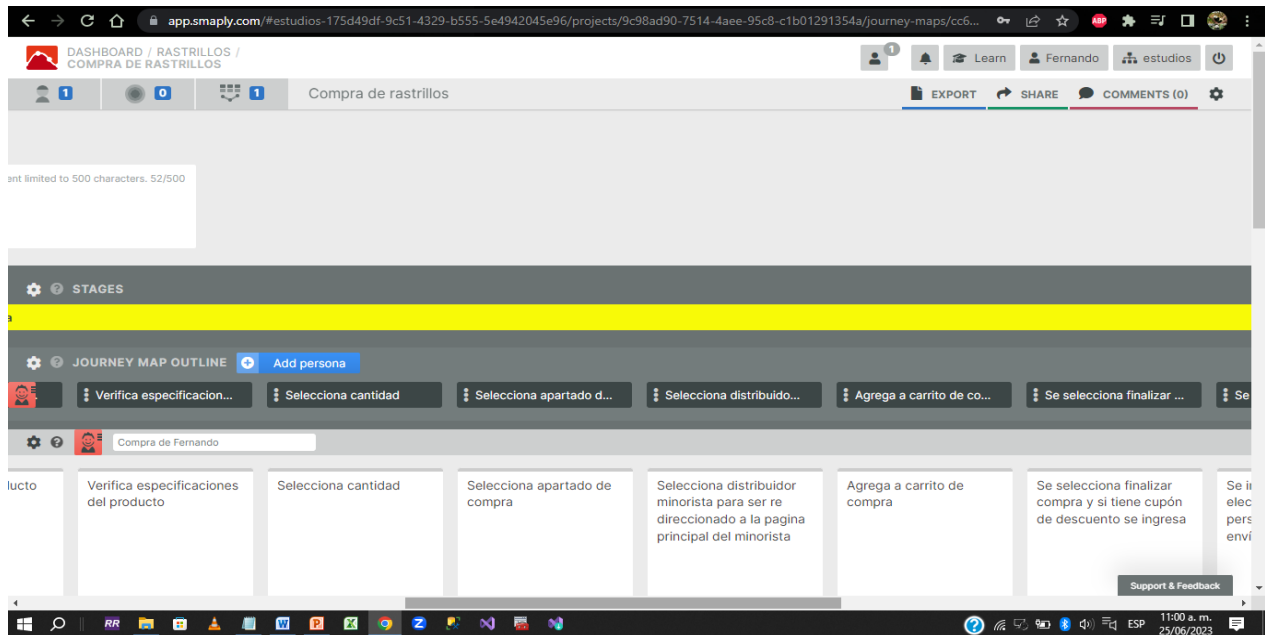 app.smaply.com/#estudios-175d49df-9c51-4329-b555-5e4942045e96/projects/9c98ad90-7514-4aee-95c8-c1b01291354a/journey-maps/cc6...
ABP
DASHBOARD / RASTRILLOS /
COMPRA DE RASTRILLOS
1
Learn
Fernando
estudios
1
0
1
Compra de rastrillos
EXPORT
SHARE
COMMENTS (0)
ent limited to 500 characters. 52/500
STAGES
a
JOURNEY MAP OUTLINE
Add persona
Verifica especificacion...
Selecciona cantidad
Selecciona apartado d...
Selecciona distribuido...
Agrega a carrito de co...
Se selecciona finalizar ...
Se
Compra de Fernando
lucto
Verifica especificaciones
del producto
Selecciona cantidad
Selecciona apartado de
compra
Selecciona distribuidor
minorista para ser re
direccionado a la pagina
principal del minorista
Agrega a carrito de
compra
Se selecciona finalizar
compra y si tiene cupón
de descuento se ingresa
Se i
elec
pers
enví
Support & Feedback
RR
ESP
11:00 a. m.
25/06/2023